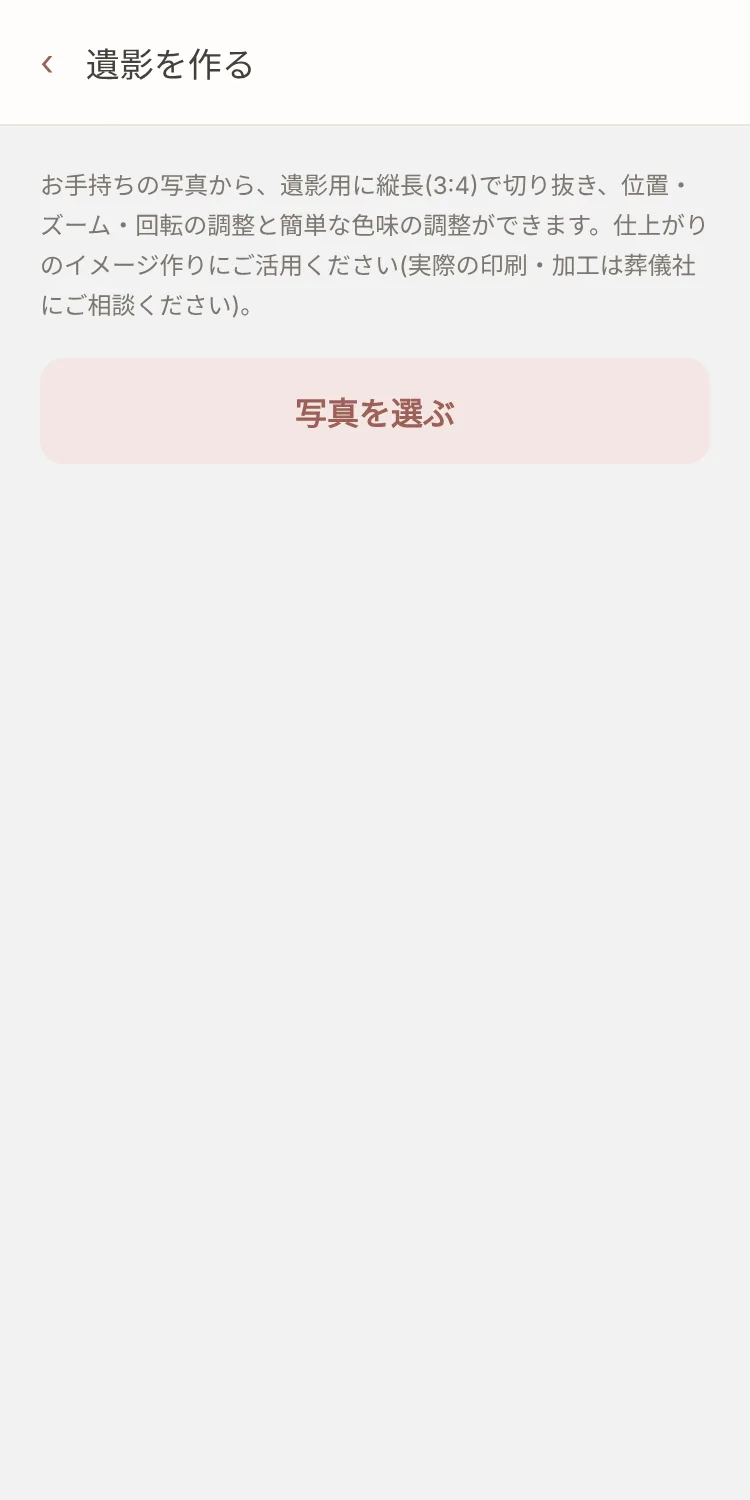 ‹ 遺影を作る
お手持ちの写真から、遺影用に縦長(3:4)で切り抜き、位置・
ズーム・回転の調整と簡単な色味の調整ができます。仕上がり
のイメージ作りにご活用ください(実際の印刷・加工は葬儀社
にご相談ください)。
写真を選ぶ